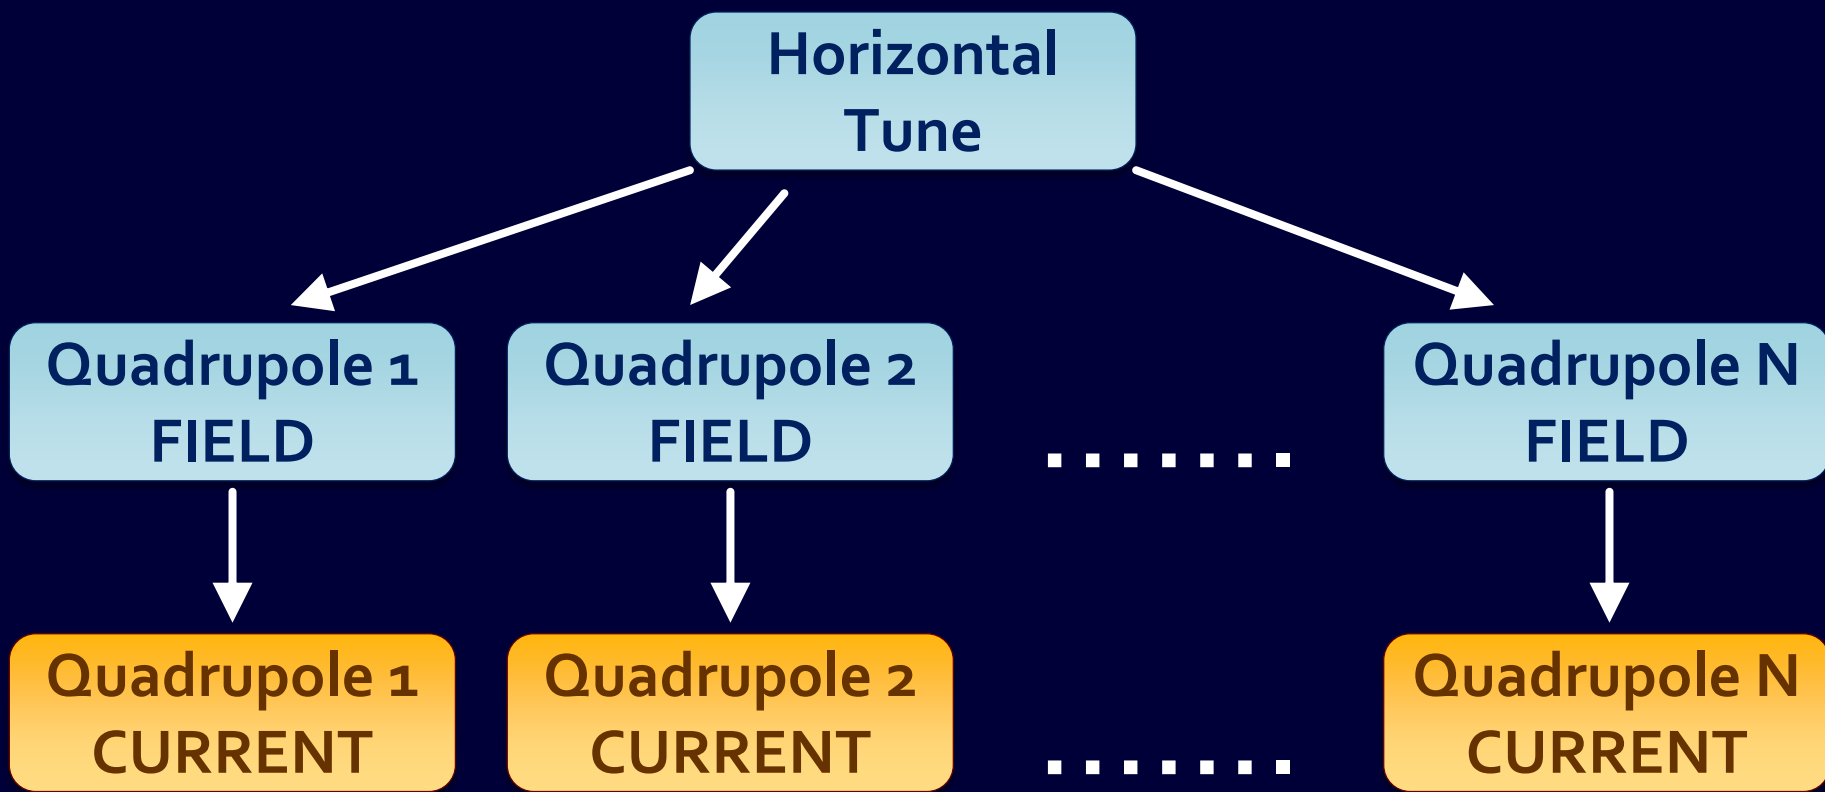 Horizontal
Tune
Quadrupole 1
FIELD
Quadrupole 2
FIELD
.......
Quadrupole N
FIELD
Quadrupole 1
CURRENT
Quadrupole 2
CURRENT
.......
Quadrupole N
CURRENT